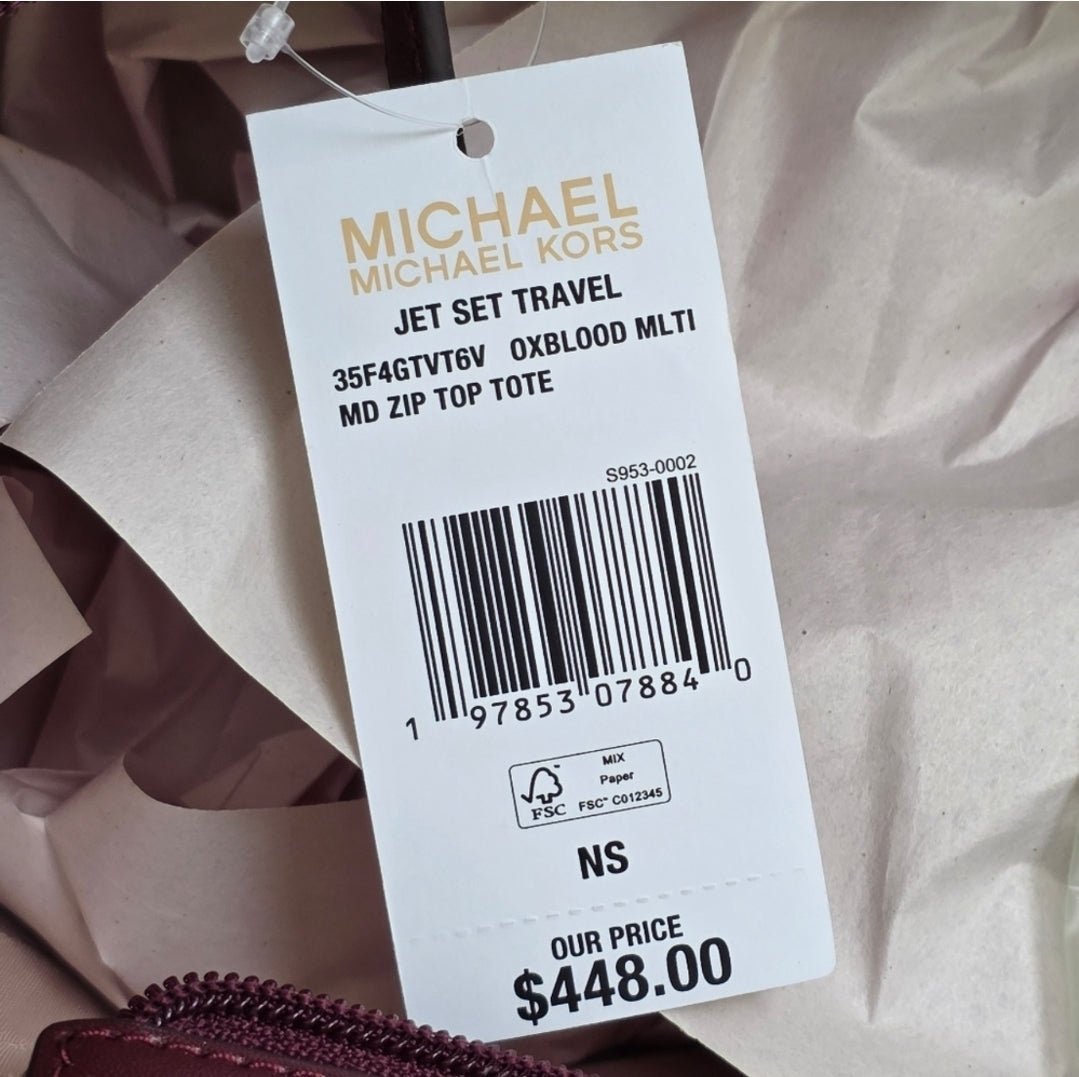 MICHAEL
MICHAEL KORS
JET SET TRAVEL
35F4GTVT6V OXBLOOD MLTI
MD ZIP TOP TOTE
S953-0002
1 97853 07884 0
MIX
Paper
FSC™ C012345
FSC
NS
OUR PRICE
$448.00